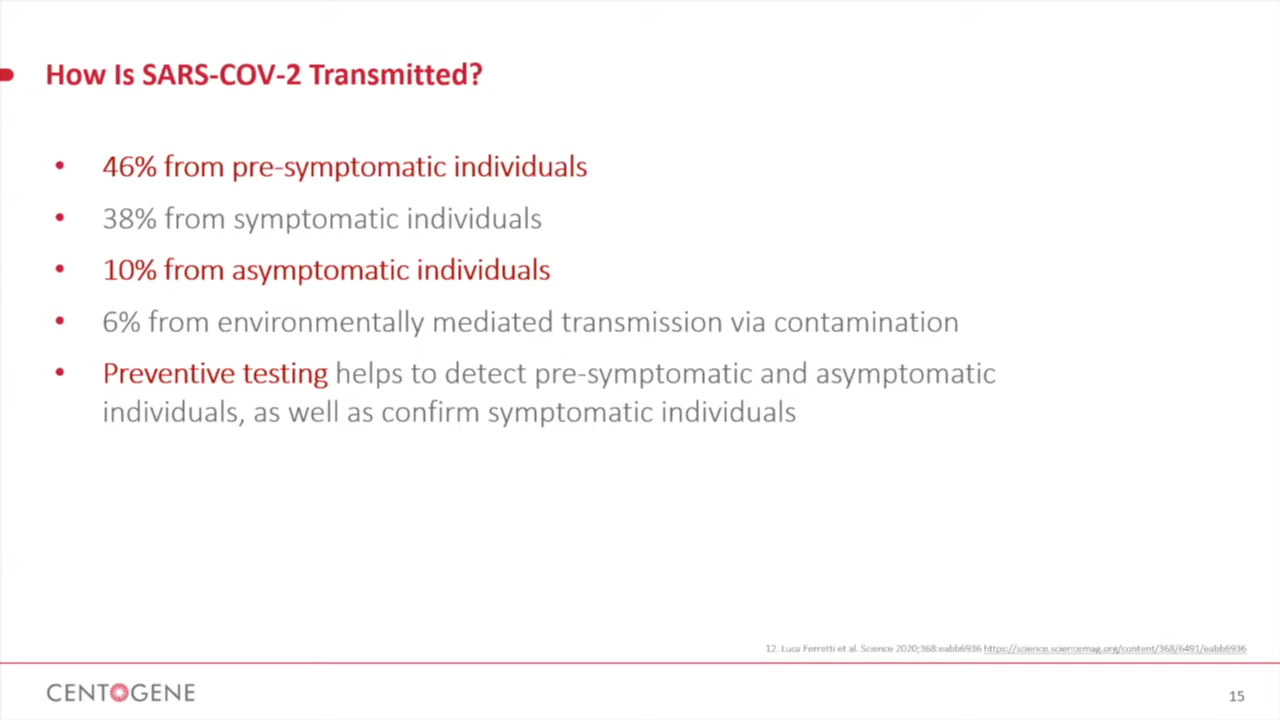 How Is SARS-COV-2 Transmitted?
• 46% from pre-symptomatic individuals
• 38% from symptomatic individuals
• 10% from asymptomatic individuals
• 6% from environmentally mediated transmission via contamination
• Preventive testing helps to detect pre-symptomatic and asymptomatic
individuals, as well as confirm symptomatic individuals
12. Luca Ferretti et al. Science 2020;368:eabb6936 https://science.sciencemag.org/content/368/6491/eabb6936
CENTOGENE
15